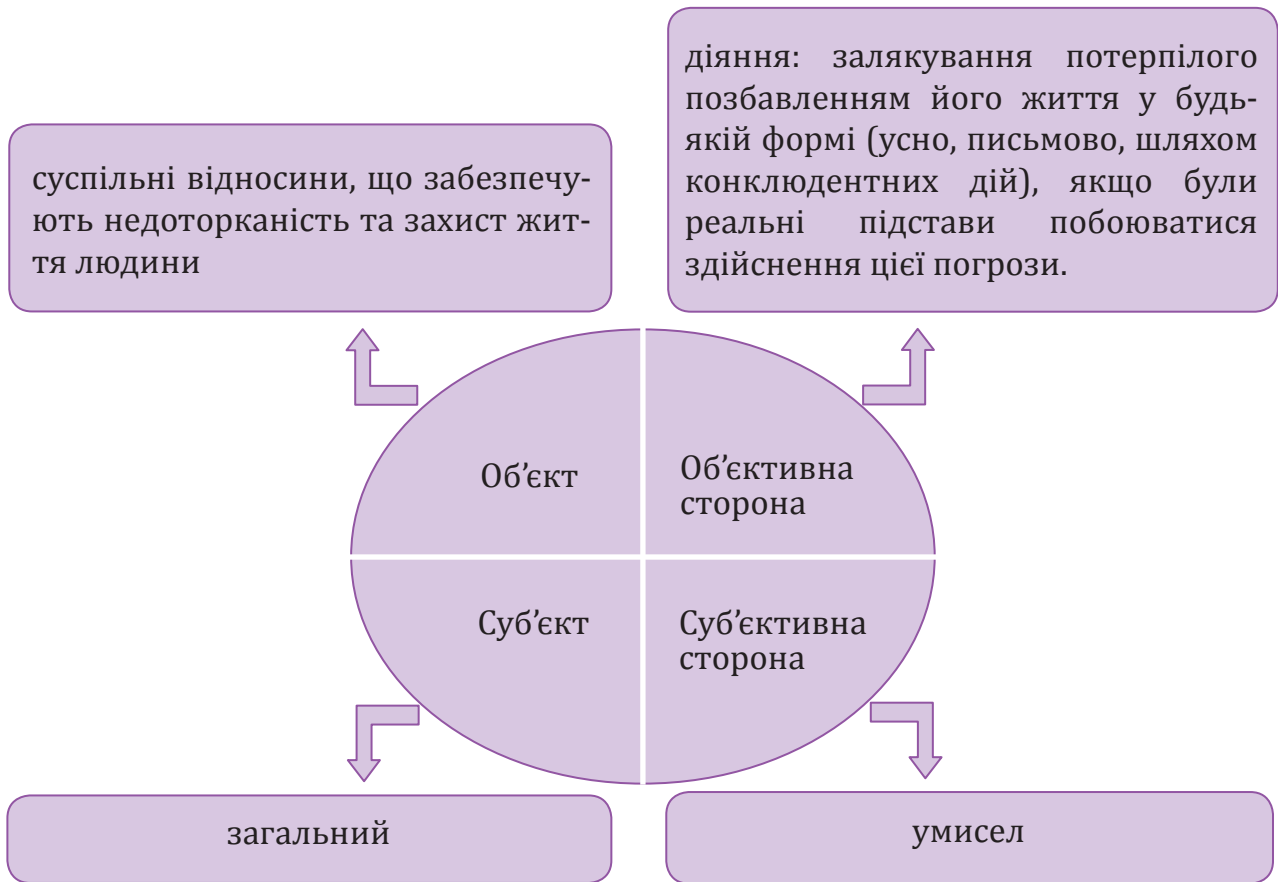 суспільні відносини, що забезпечу-
ють недоторканість та захист жит-
тя людини
діяння: залякування потерпілого
позбавленням його життя у будь-
якій формі (усно, письмово, шляхом
конклюдентних дій), якщо були
реальні підстави побоюватися
здійснення цієї погрози.
Об’єкт
Об’єктивна
сторона
Суб’єкт
Суб’єктивна
сторона
загальний
умисел